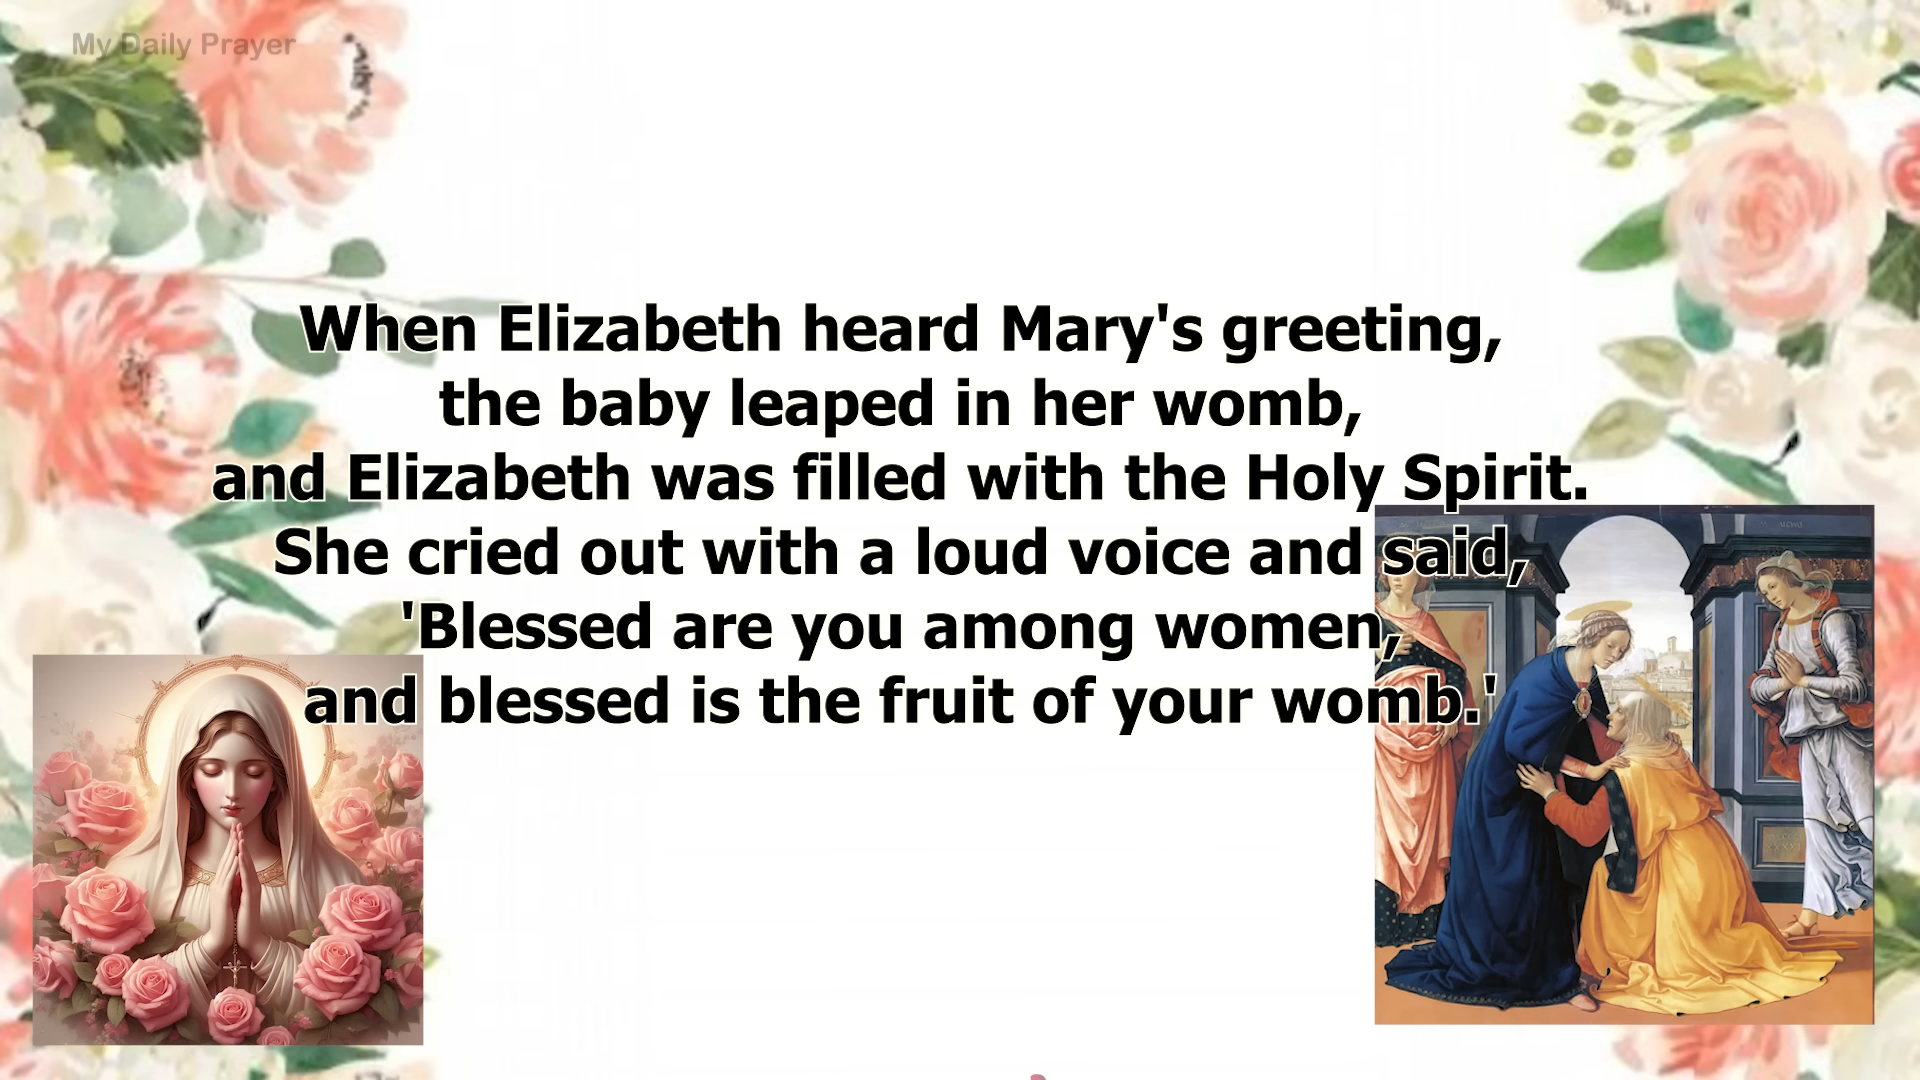 My Daily Prayer
When Elizabeth heard Mary's greeting,
the baby leaped in her womb,
and Elizabeth was filled with the Holy Spirit.
She cried out with a loud voice and said,
'Blessed are you among women,
and blessed is the fruit of your womb.'